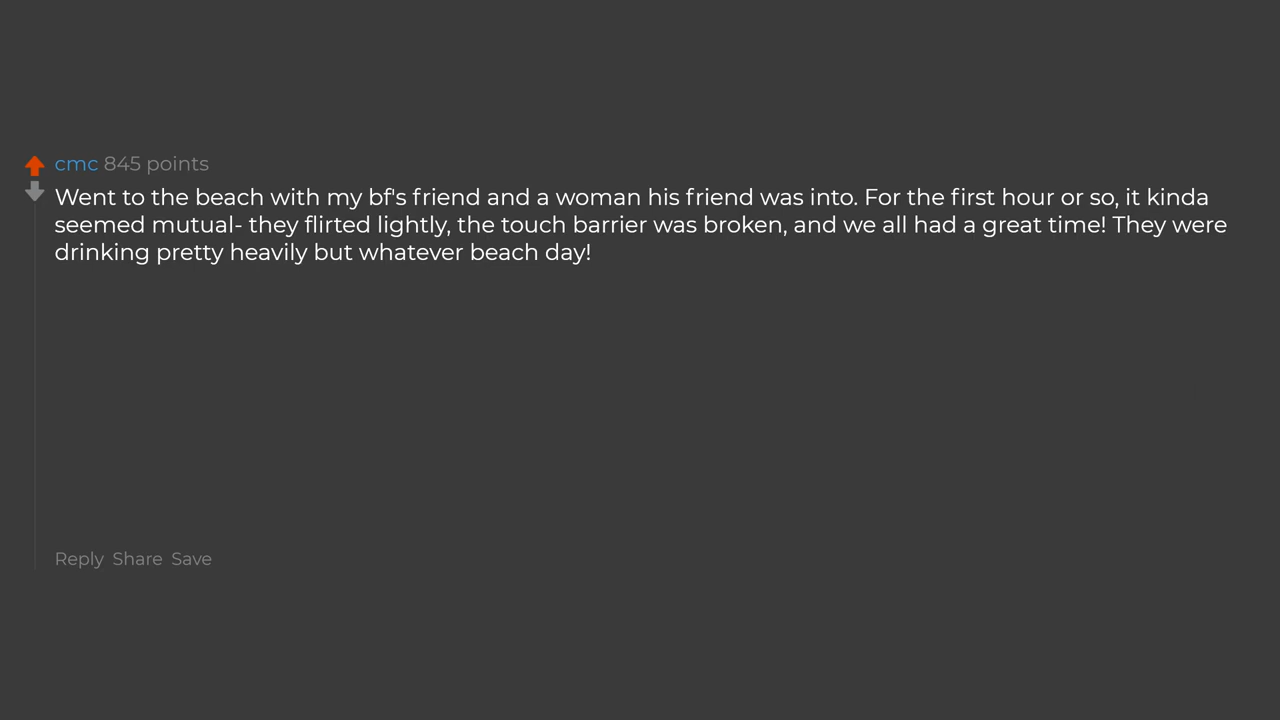 cmc 845 points
Went to the beach with my bf's friend and a woman his friend was into. For the first hour or so, it kinda
seemed mutual- they flirted lightly, the touch barrier was broken, and we all had a great time! They were
drinking pretty heavily but whatever beach day!
Reply Share Save